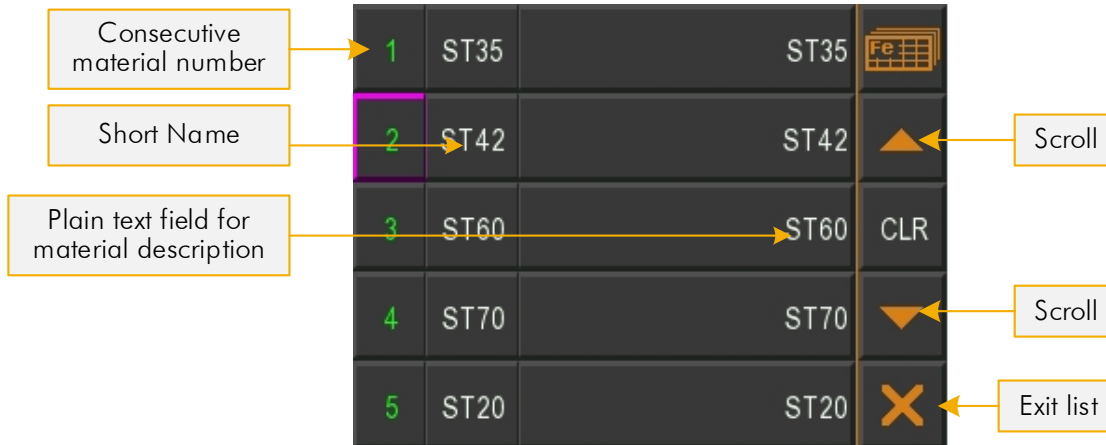 Consecutive
material number
1 ST35 ST35 Fe
Short Name
2 ST42 ST42
Scroll
Plain text field for
material description
3 ST60 ST60 CLR
4 ST70 ST70
Scroll
5 ST20 ST20
Exit list